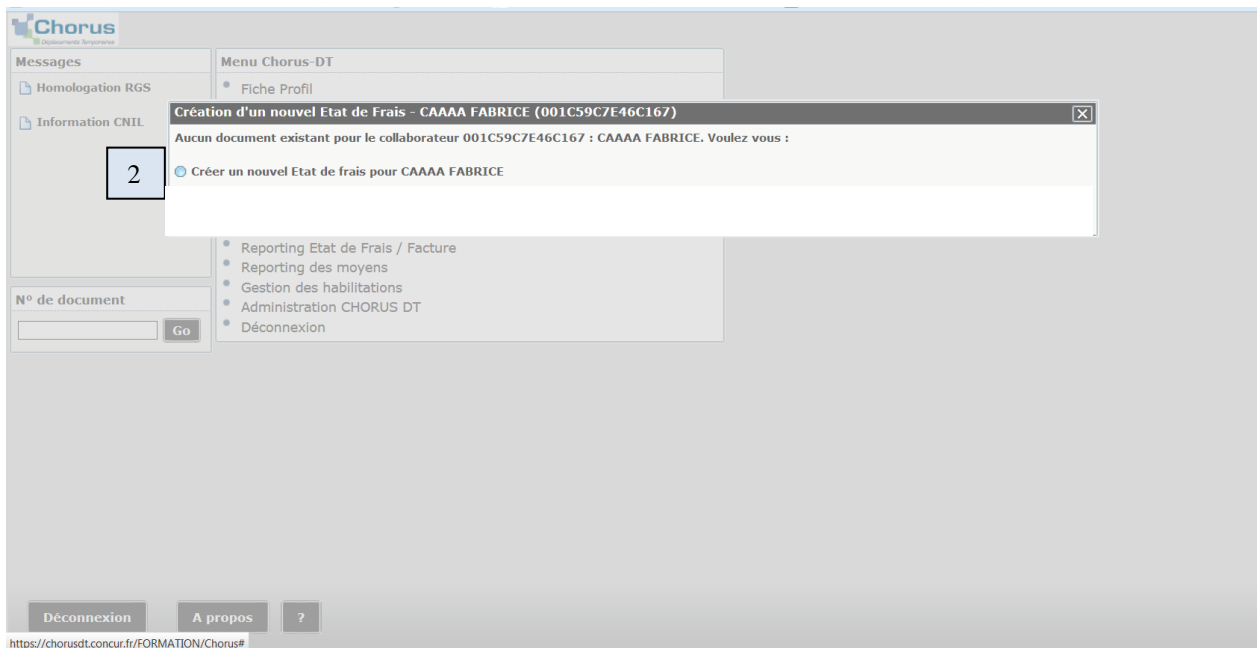 Chorus
Déplacements Temporaires
Messages
Homologation RGS
Information CNIL
Menu Chorus-DT
Fiche Profil
Création d'un nouvel Etat de Frais - CAAAA FABRICE (001C59C7E46C167)
Aucun document existant pour le collaborateur 001C59C7E46C167 : CAAAA FABRICE. Voulez vous :
2
Créer un nouvel Etat de frais pour CAAAA FABRICE
Reporting Etat de Frais / Facture
Reporting des moyens
Gestion des habilitations
Administration CHORUS DT
Déconnexion
Nº de document
Go
Déconnexion
A propos
?
https://chorusdt.concur.fr/FORMATION/Chorus#